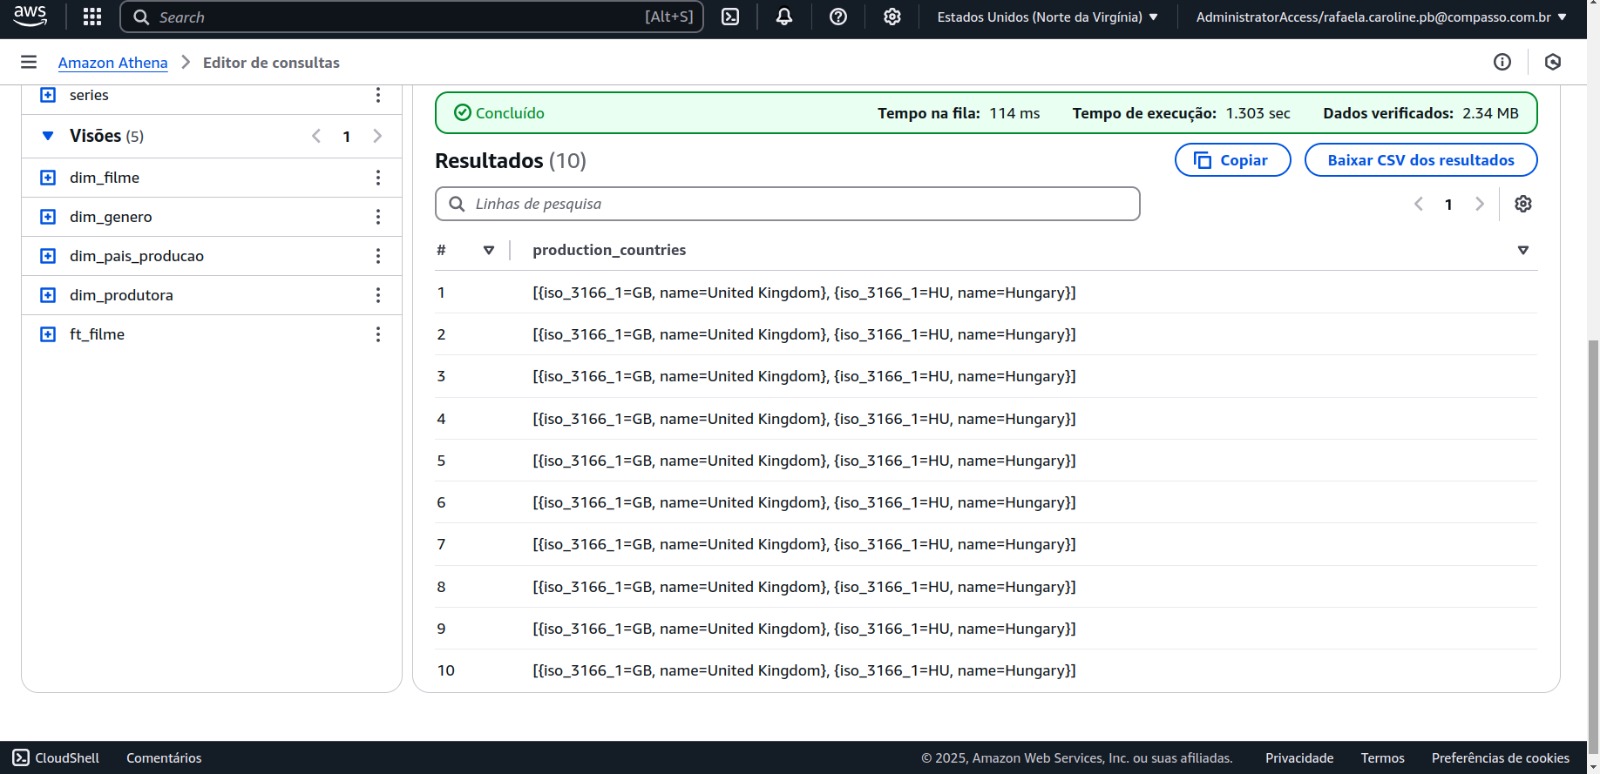 aws
Search [Alt+S] Estados Unidos (Norte da Virgínia) AdministratorAccess/rafaela.caroline.pb@compasso.com.br
Amazon Athena Editor de consultas
series
Visões (5) 1
dim_filme
dim_genero
dim_pais_producao
dim_produtora
ft_filme
Concluído Tempo na fila: 114 ms Tempo de execução: 1.303 sec Dados verificados: 2.34 MB
Resultados (10) Copiar Baixar CSV dos resultados
Linhas de pesquisa 1
# production_countries
1 [{iso_3166_1=GB, name=United Kingdom}, {iso_3166_1=HU, name=Hungary}]
2 [{iso_3166_1=GB, name=United Kingdom}, {iso_3166_1=HU, name=Hungary}]
3 [{iso_3166_1=GB, name=United Kingdom}, {iso_3166_1=HU, name=Hungary}]
4 [{iso_3166_1=GB, name=United Kingdom}, {iso_3166_1=HU, name=Hungary}]
5 [{iso_3166_1=GB, name=United Kingdom}, {iso_3166_1=HU, name=Hungary}]
6 [{iso_3166_1=GB, name=United Kingdom}, {iso_3166_1=HU, name=Hungary}]
7 [{iso_3166_1=GB, name=United Kingdom}, {iso_3166_1=HU, name=Hungary}]
8 [{iso_3166_1=GB, name=United Kingdom}, {iso_3166_1=HU, name=Hungary}]
9 [{iso_3166_1=GB, name=United Kingdom}, {iso_3166_1=HU, name=Hungary}]
10 [{iso_3166_1=GB, name=United Kingdom}, {iso_3166_1=HU, name=Hungary}]
CloudShell Comentários © 2025, Amazon Web Services, Inc. ou suas afiliadas. Privacidade Termos Preferências de cookies